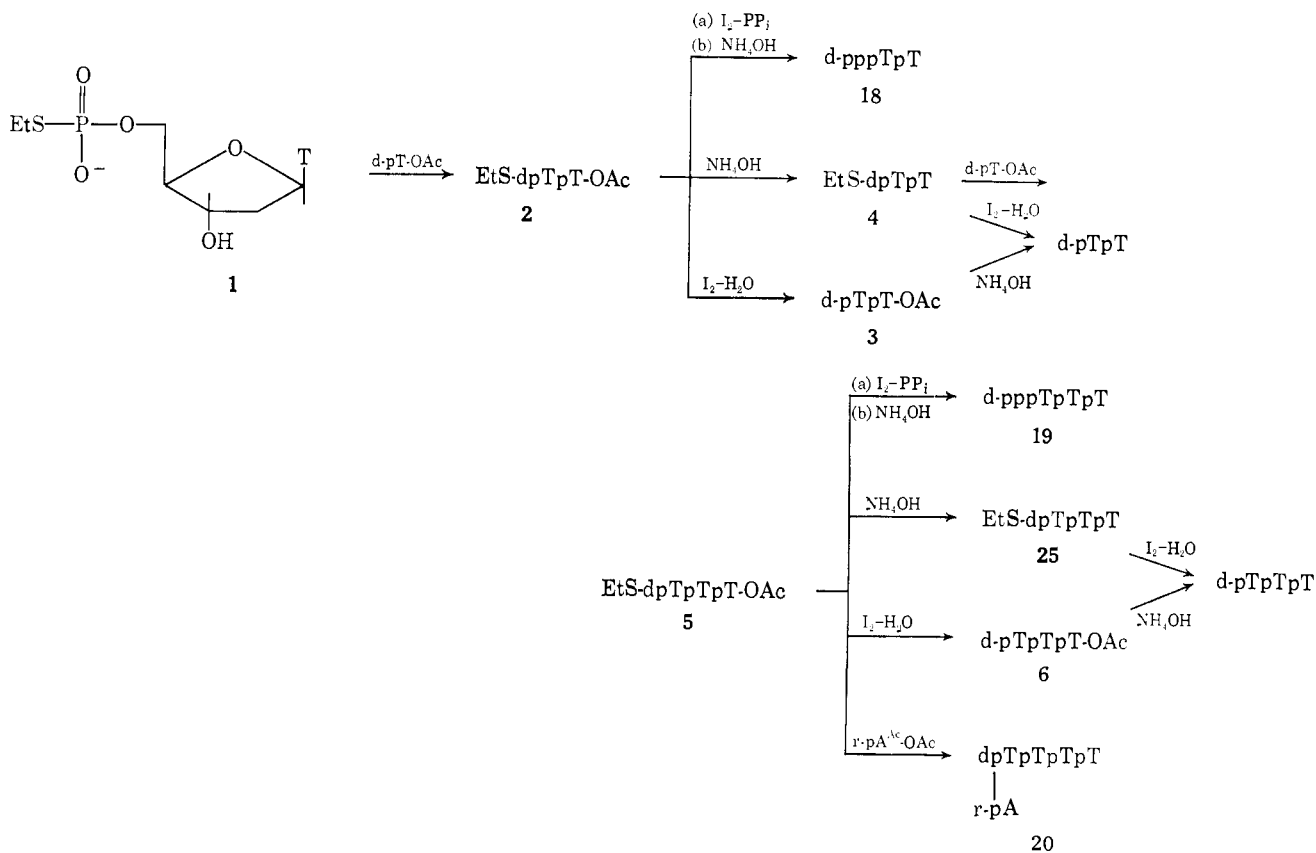 O
EtS—P—O
O⁻
O
T
OH
1
d-pT-OAc
EtS-dpTpT-OAc
2
(a) I₂-PPᵢ
(b) NH₄OH
d-pppTpT
18
NH₄OH
EtS-dpTpT
4
d-pT-OAc
I₂-H₂O
d-pTpT
NH₄OH
I₂-H₂O
d-pTpT-OAc
3
EtS-dpTpTpT-OAc
5
(a) I₂-PPᵢ
(b) NH₄OH
d-pppTpTpT
19
NH₄OH
EtS-dpTpTpT
25
I₂-H₂O
d-pTpTpT
NH₄OH
I₂-H₂O
d-pTpTpT-OAc
6
r-pAᴬᶜ-OAc
dpTpTpTpT
r-pA
20